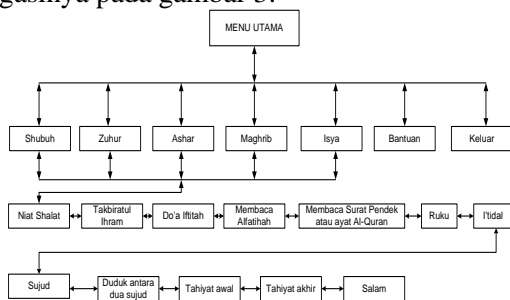 gasinya pada gambar 3.
MENU UTAMA
Shubuh
Zuhur
Ashar
Maghrib
Isya
Bantuan
Keluar
Niat Shalat
Takbiratul
Ihram
Do'a Iftitah
Membaca
Alfatihah
Membaca Surat Pendek
atau ayat Al-Quran
Ruku
I'tidal
Sujud
Duduk antara
dua sujud
Tahiyat awal
Tahiyat akhir
Salam